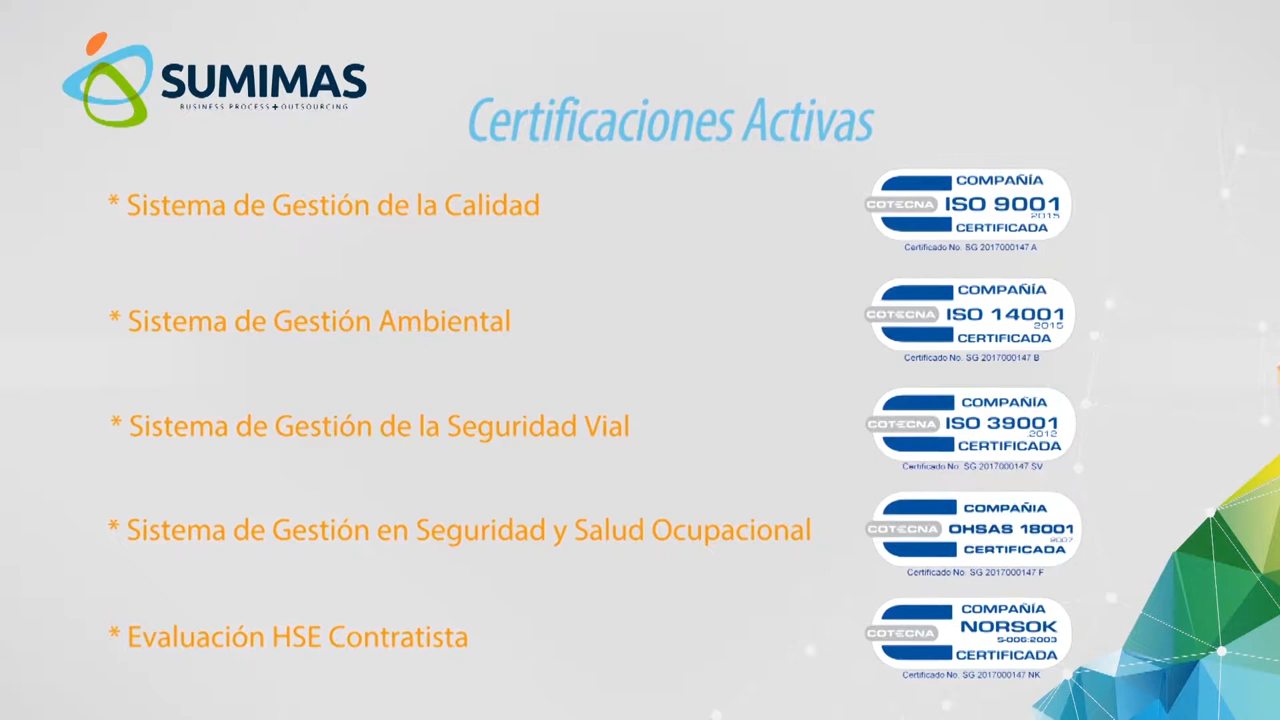 SUMIMAS
BUSINESS PROCESS + OUTSOURCING
Certificaciones Activas
* Sistema de Gestión de la Calidad
COMPAÑÍA
COTECNA ISO 9001
2015
CERTIFICADA
Certificado No. SG 2017000147 A
* Sistema de Gestión Ambiental
COMPAÑÍA
COTECNA ISO 14001
2015
CERTIFICADA
Certificado No. SG 2017000147 B
* Sistema de Gestión de la Seguridad Vial
COMPAÑÍA
COTECNA ISO 39001
:2012
CERTIFICADA
Certificado No. SG 2017000147 SV
* Sistema de Gestión en Seguridad y Salud Ocupacional
COMPAÑIA
COTECNA OHSAS 18001
2007
CERTIFICADA
Certificado No. SG 2017000147 F
* Evaluación HSE Contratista
COMPAÑÍA
COTECNA NORSOK
S-006:2003
CERTIFICADA
Certificado No. SG 2017000147 NK